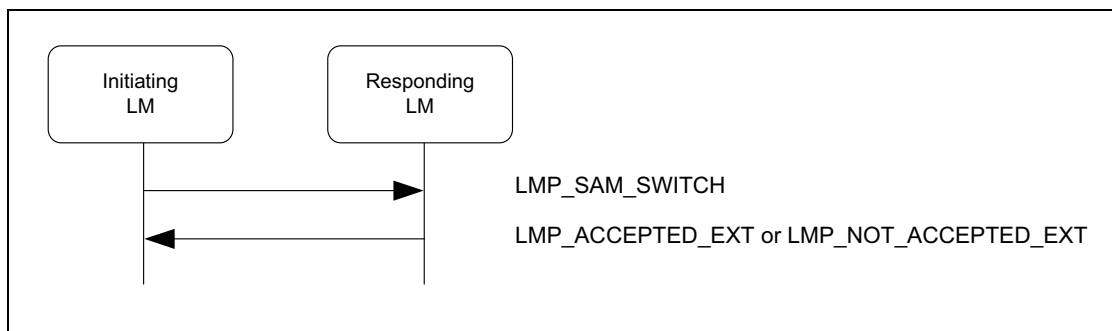 Initiating
LM
Responding
LM
LMP_SAM_SWITCH
LMP_ACCEPTED_EXT or LMP_NOT_ACCEPTED_EXT